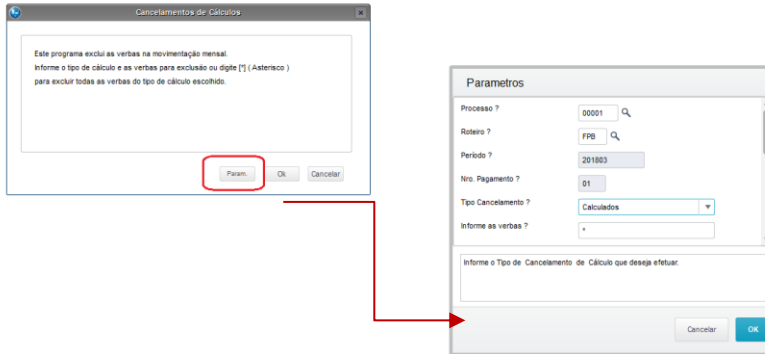 Cancelamentos de Cálculos
Este programa exclui as verbas na movimentação mensal.
Informe o tipo de cálculo e as verbas para exclusão ou digite [*] ( Asterisco )
para excluir todas as verbas do tipo de cálculo escolhido.
Param.
Ok
Cancelar
Parametros
Processo ?
00001
Roteiro ?
FPB
Período ?
201803
Nro. Pagamento ?
01
Tipo Cancelamento ?
Calculados
Informe as verbas ?
*
Informe o Tipo de Cancelamento de Cálculo que deseja efetuar.
Cancelar
OK